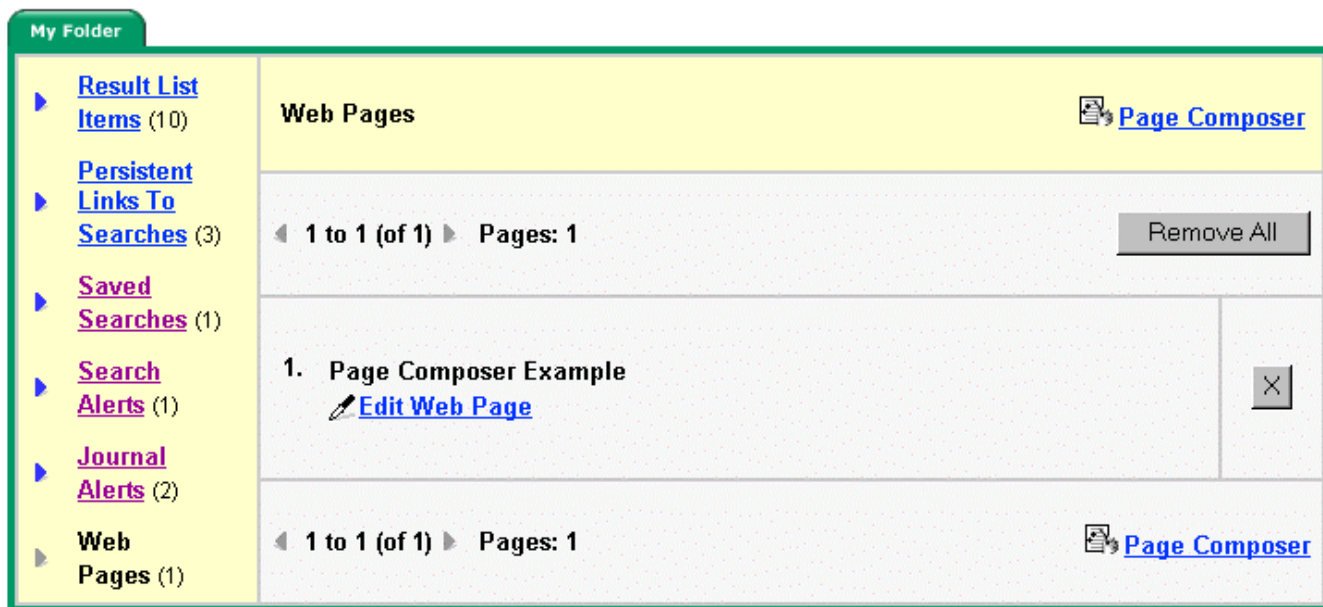 My Folder
Result List
Items (10)
Persistent
Links To
Searches (3)
Saved
Searches (1)
Search
Alerts (1)
Journal
Alerts (2)
Web
Pages (1)
Web Pages
Page Composer
1 to 1 (of 1) Pages: 1
Remove All
1. Page Composer Example
Edit Web Page
X
1 to 1 (of 1) Pages: 1
Page Composer